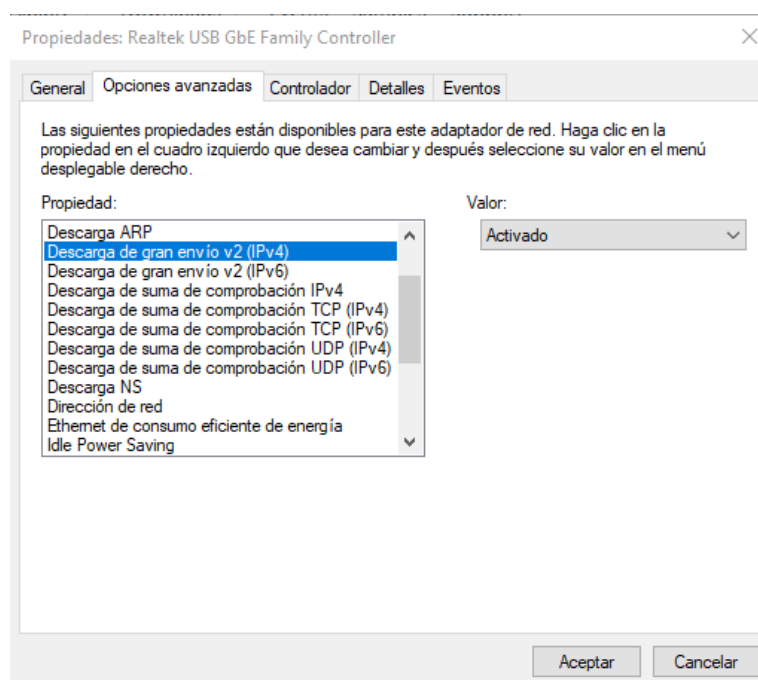 Propiedades: Realtek USB GbE Family Controller
General
Opciones avanzadas
Controlador
Detalles
Eventos
Las siguientes propiedades están disponibles para este adaptador de red. Haga clic en la
propiedad en el cuadro izquierdo que desea cambiar y después seleccione su valor en el menú
desplegable derecho.
Propiedad:
Valor:
Descarga ARP
Descarga de gran envío v2 (IPv4)
Descarga de gran envío v2 (IPv6)
Descarga de suma de comprobación IPv4
Descarga de suma de comprobación TCP (IPv4)
Descarga de suma de comprobación TCP (IPv6)
Descarga de suma de comprobación UDP (IPv4)
Descarga de suma de comprobación UDP (IPv6)
Descarga NS
Dirección de red
Ethernet de consumo eficiente de energía
Idle Power Saving
Activado
Aceptar
Cancelar